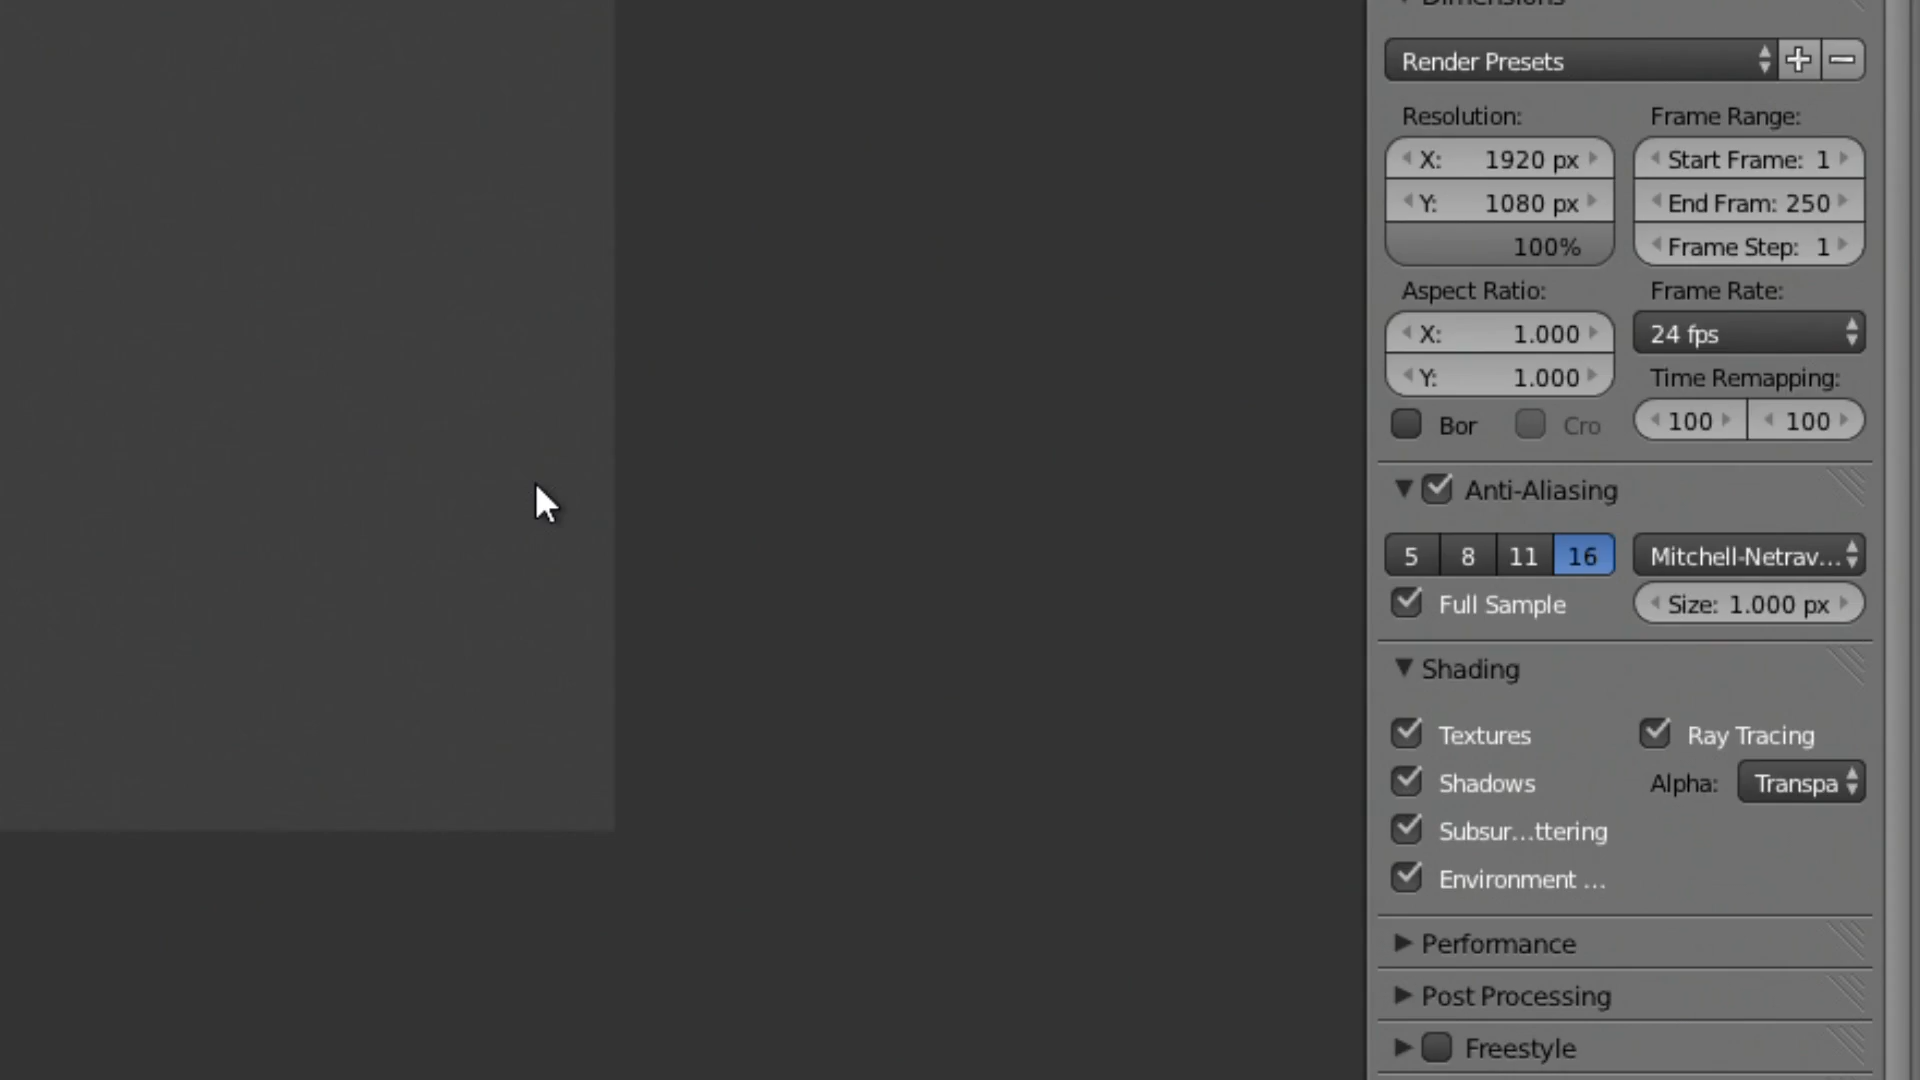 Dimensions
Render Presets
Resolution:
X: 1920 px
Y: 1080 px
100%
Frame Range:
Start Frame: 1
End Fram: 250
Frame Step: 1
Aspect Ratio:
X: 1.000
Y: 1.000
Bor Cro
Frame Rate:
24 fps
Time Remapping:
100 100
Anti-Aliasing
5 8 11 16
Mitchell-Netrav...
Full Sample
Size: 1.000 px
Shading
Textures
Ray Tracing
Shadows
Alpha: Transpa
Subsur...ttering
Environment ...
Performance
Post Processing
Freestyle